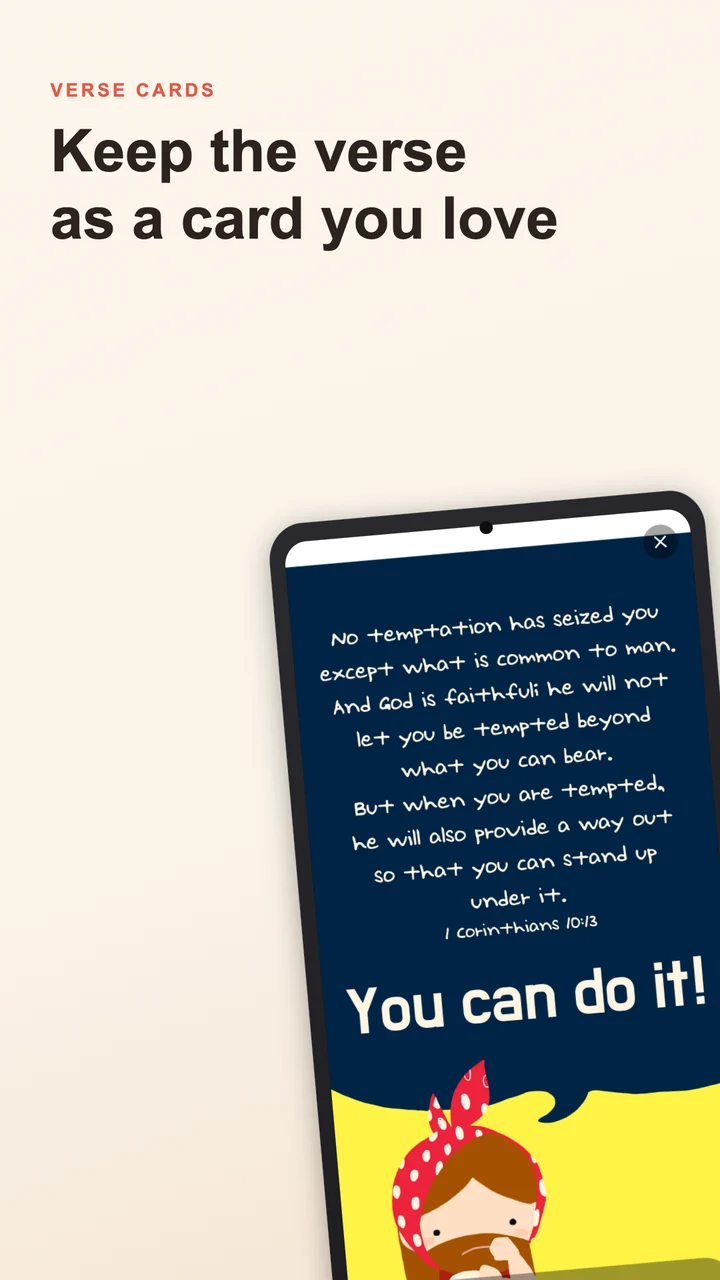 VERSE CARDS
Keep the verse
as a card you love
No temptation has seized you
except what is common to man.
And God is faithful; he will not
let you be tempted beyond
what you can bear.
But when you are tempted,
he will also provide a way out
so that you can stand up
under it.
1 Corinthians 10:13
You can do it!